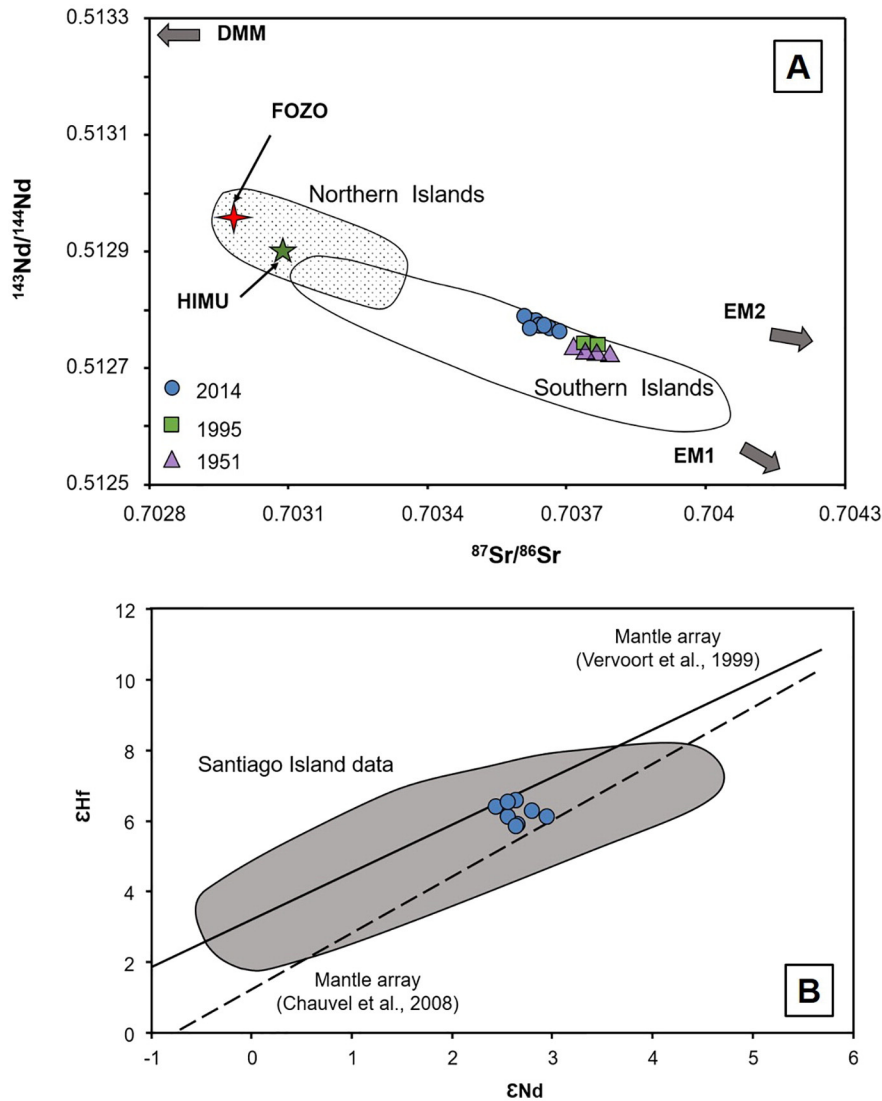 0.5133
DMM
A
FOZO
0.5131
Northern Islands
143Nd/144Nd
0.5129
HIMU
EM2
0.5127
2014
Southern Islands
1995
EM1
1951
0.5125
0.7028
0.7031
0.7034
0.7037
0.704
0.7043
87Sr/86Sr
12
Mantle array
(Vervoort et al., 1999)
10
8
Santiago Island data
ƐHf
6
4
2
Mantle array
(Chauvel et al., 2008)
B
0
-1
0
1
2
3
4
5
6
ƐNd